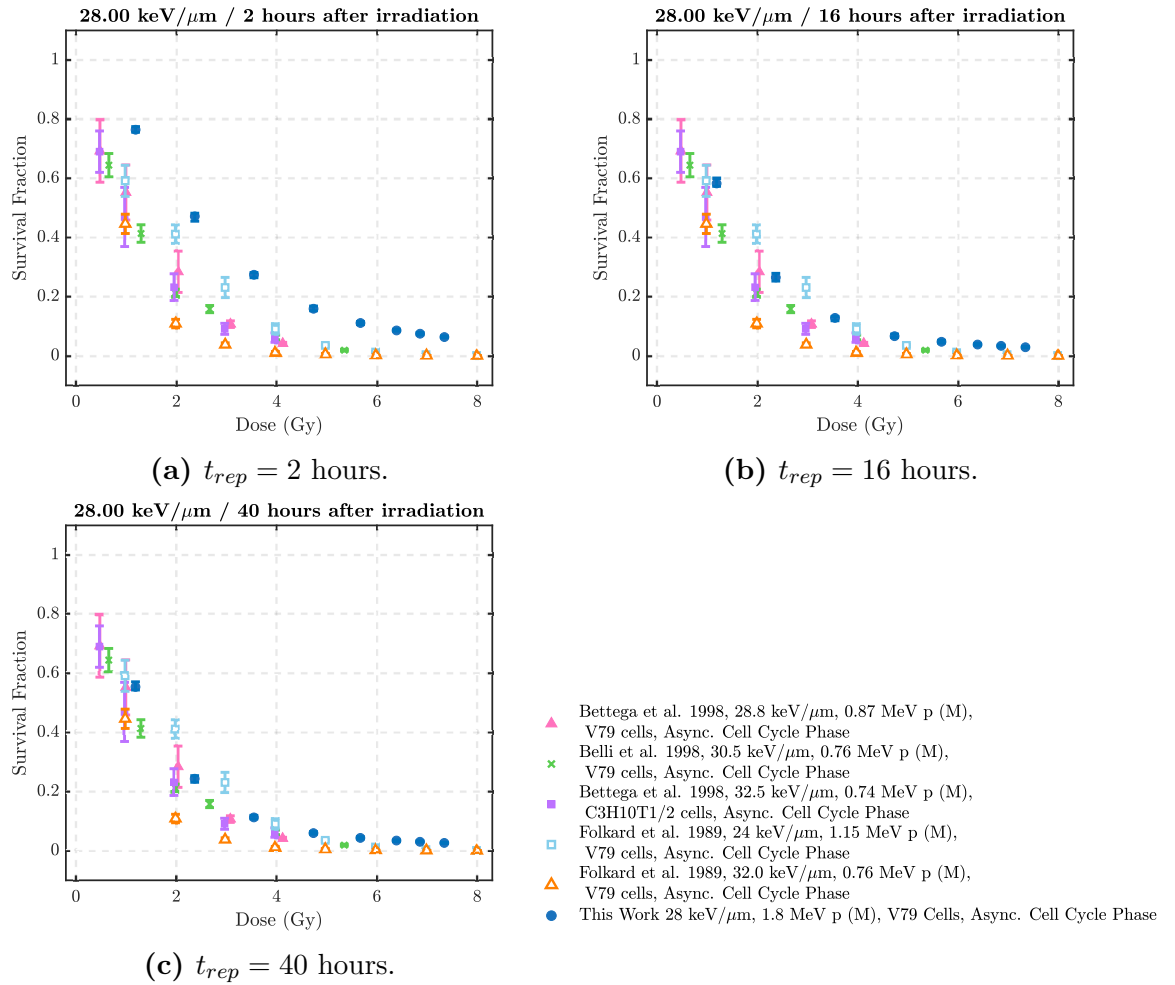 28.00 keV/μm / 2 hours after irradiation
1
0.8
0.6
0.4
0.2
0
Survival Fraction
0 2 4 6 8
Dose (Gy)
(a) t_rep = 2 hours.
28.00 keV/μm / 16 hours after irradiation
1
0.8
0.6
0.4
0.2
0
Survival Fraction
0 2 4 6 8
Dose (Gy)
(b) t_rep = 16 hours.
28.00 keV/μm / 40 hours after irradiation
1
0.8
0.6
0.4
0.2
0
Survival Fraction
0 2 4 6 8
Dose (Gy)
(c) t_rep = 40 hours.
Bettega et al. 1998, 28.8 keV/μm, 0.87 MeV p (M),
V79 cells, Async. Cell Cycle Phase
Belli et al. 1998, 30.5 keV/μm, 0.76 MeV p (M),
V79 cells, Async. Cell Cycle Phase
Bettega et al. 1998, 32.5 keV/μm, 0.74 MeV p (M),
C3H10T1/2 cells, Async. Cell Cycle Phase
Folkard et al. 1989, 24 keV/μm, 1.15 MeV p (M),
V79 cells, Async. Cell Cycle Phase
Folkard et al. 1989, 32.0 keV/μm, 0.76 MeV p (M),
V79 cells, Async. Cell Cycle Phase
This Work 28 keV/μm, 1.8 MeV p (M), V79 Cells, Async. Cell Cycle Phase